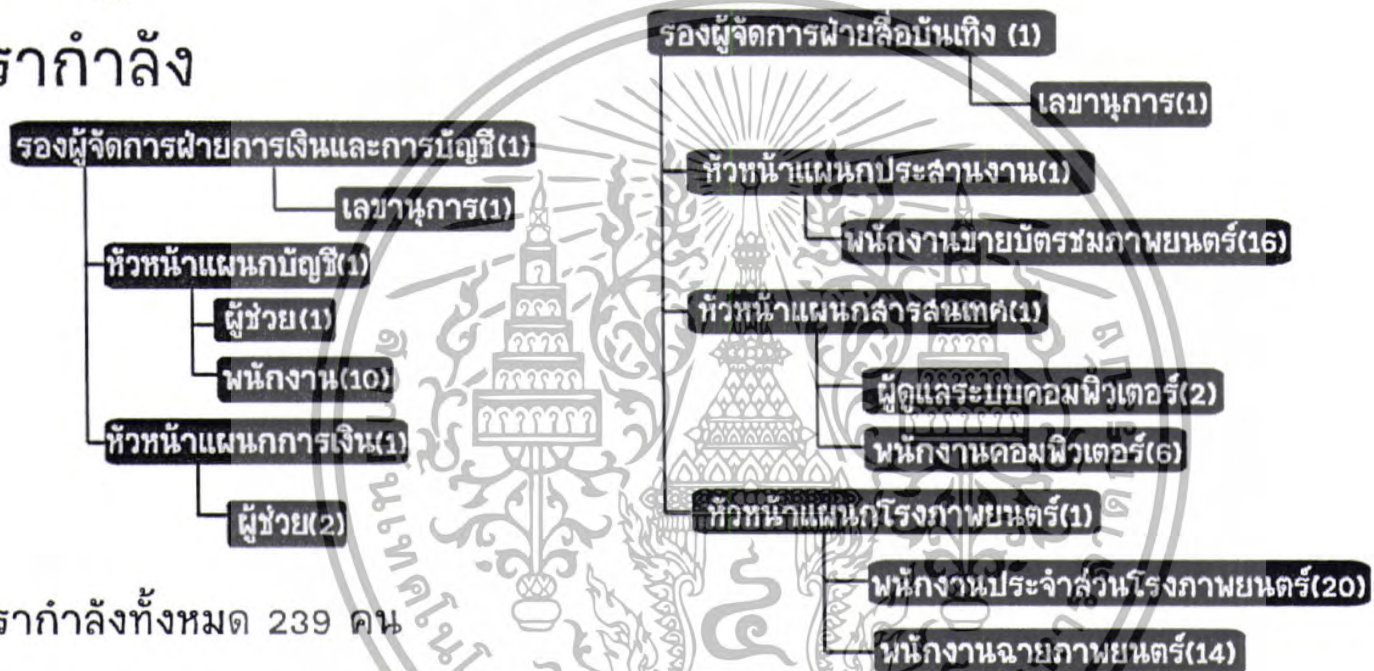 รากำลัง
รองผู้จัดการฝ่ายการเงินและการบัญชี(1)
เลขานุการ(1)
หัวหน้าแผนกบัญชี(1)
ผู้ช่วย(1)
พนักงาน(10)
หัวหน้าแผนกการเงิน(1)
ผู้ช่วย(2)
รากำลังทั้งหมด 239 คน
รองผู้จัดการฝ่ายสื่อบันเทิง (1)
เลขานุการ(1)
หัวหน้าแผนกประสานงาน(1)
พนักงานขายบัตรชมภาพยนตร์(16)
หัวหน้าแผนกสารสนเทศ(1)
ผู้ดูแลระบบคอมพิวเตอร์(2)
พนักงานคอมพิวเตอร์(6)
หัวหน้าแผนกโรงภาพยนตร์(1)
พนักงานประจำส่วนโรงภาพยนตร์(20)
พนักงานฉายภาพยนตร์(14)